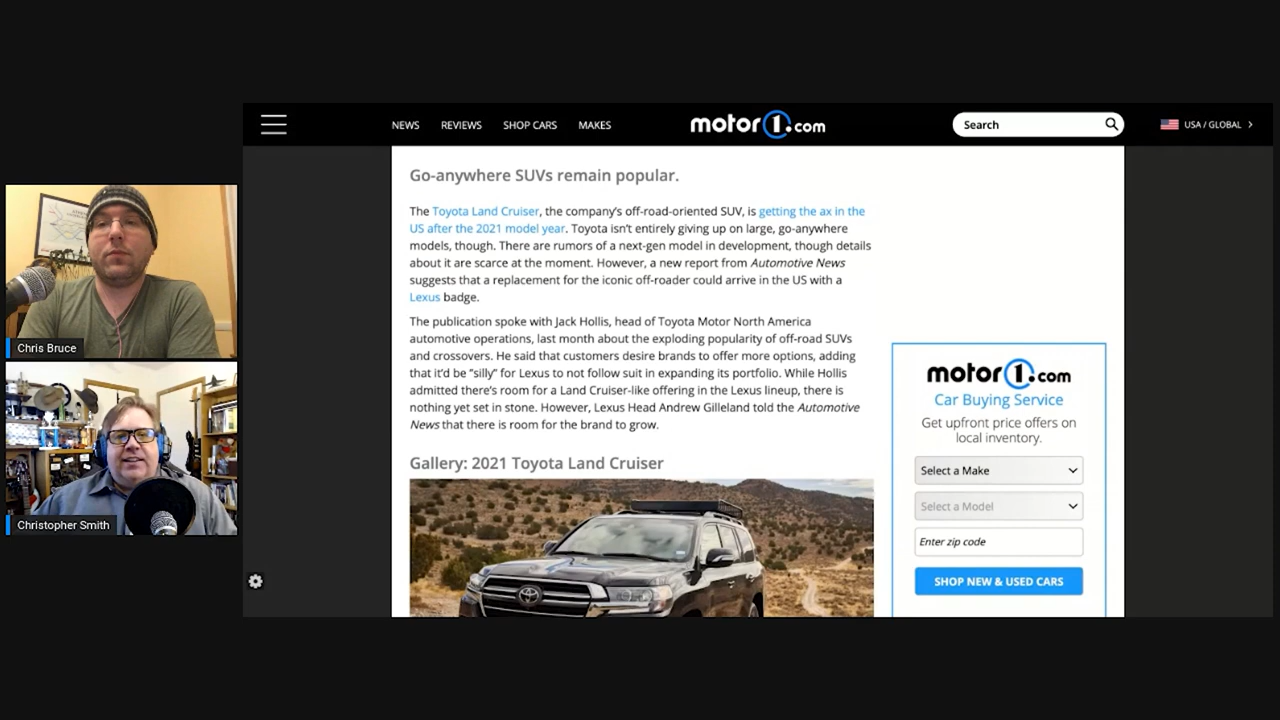 NEWS REVIEWS SHOP CARS MAKES
motor1.com
Search
USA / GLOBAL
Go-anywhere SUVs remain popular.
The Toyota Land Cruiser, the company's off-road-oriented SUV, is getting the ax in the
US after the 2021 model year. Toyota isn't entirely giving up on large, go-anywhere
models, though. There are rumors of a next-gen model in development, though details
about it are scarce at the moment. However, a new report from Automotive News
suggests that a replacement for the iconic off-roader could arrive in the US with a
Lexus badge.
The publication spoke with Jack Hollis, head of Toyota Motor North America
automotive operations, last month about the exploding popularity of off-road SUVs
and crossovers. He said that customers desire brands to offer more options, adding
that it'd be "silly" for Lexus to not follow suit in expanding its portfolio. While Hollis
admitted there's room for a Land Cruiser-like offering in the Lexus lineup, there is
nothing yet set in stone. However, Lexus Head Andrew Gilleland told the Automotive
News that there is room for the brand to grow.
Gallery: 2021 Toyota Land Cruiser
motor1.com
Car Buying Service
Get upfront price offers on
local inventory.
Select a Make
Select a Model
Enter zip code
SHOP NEW & USED CARS
Chris Bruce
Christopher Smith